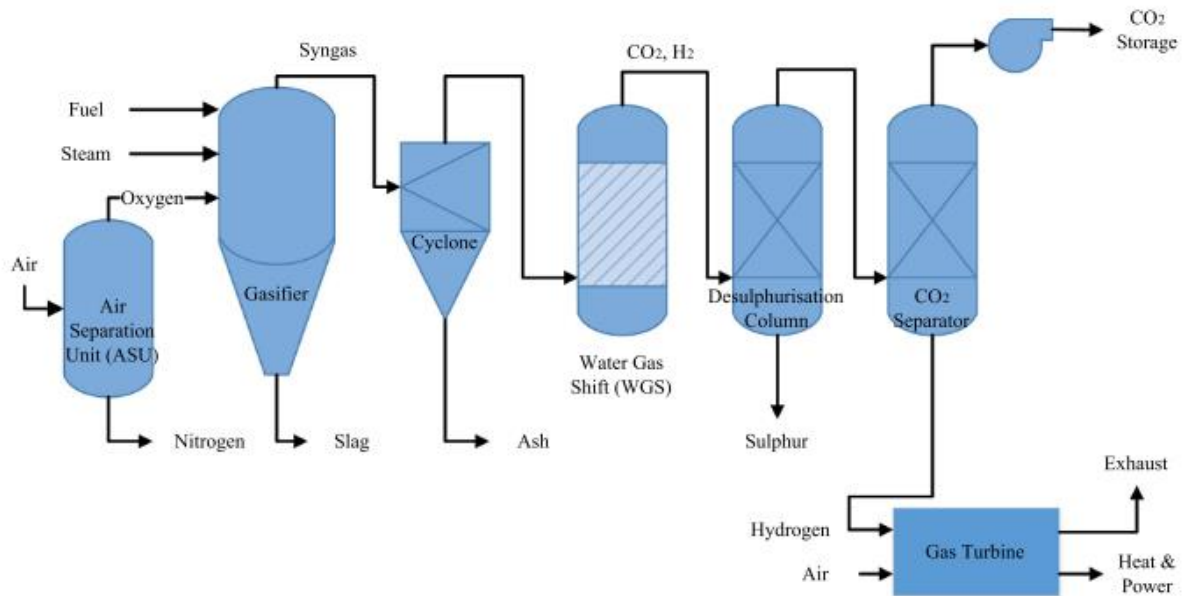 CO₂
Storage
Syngas
CO₂, H₂
Fuel
Steam
Oxygen
Air
Air
Separation
Unit (ASU)
Gasifier
Cyclone
Desulphurisation
Column
CO₂
Separator
Water Gas
Shift (WGS)
Nitrogen
Slag
Ash
Sulphur
Exhaust
Hydrogen
Air
Gas Turbine
Heat &
Power